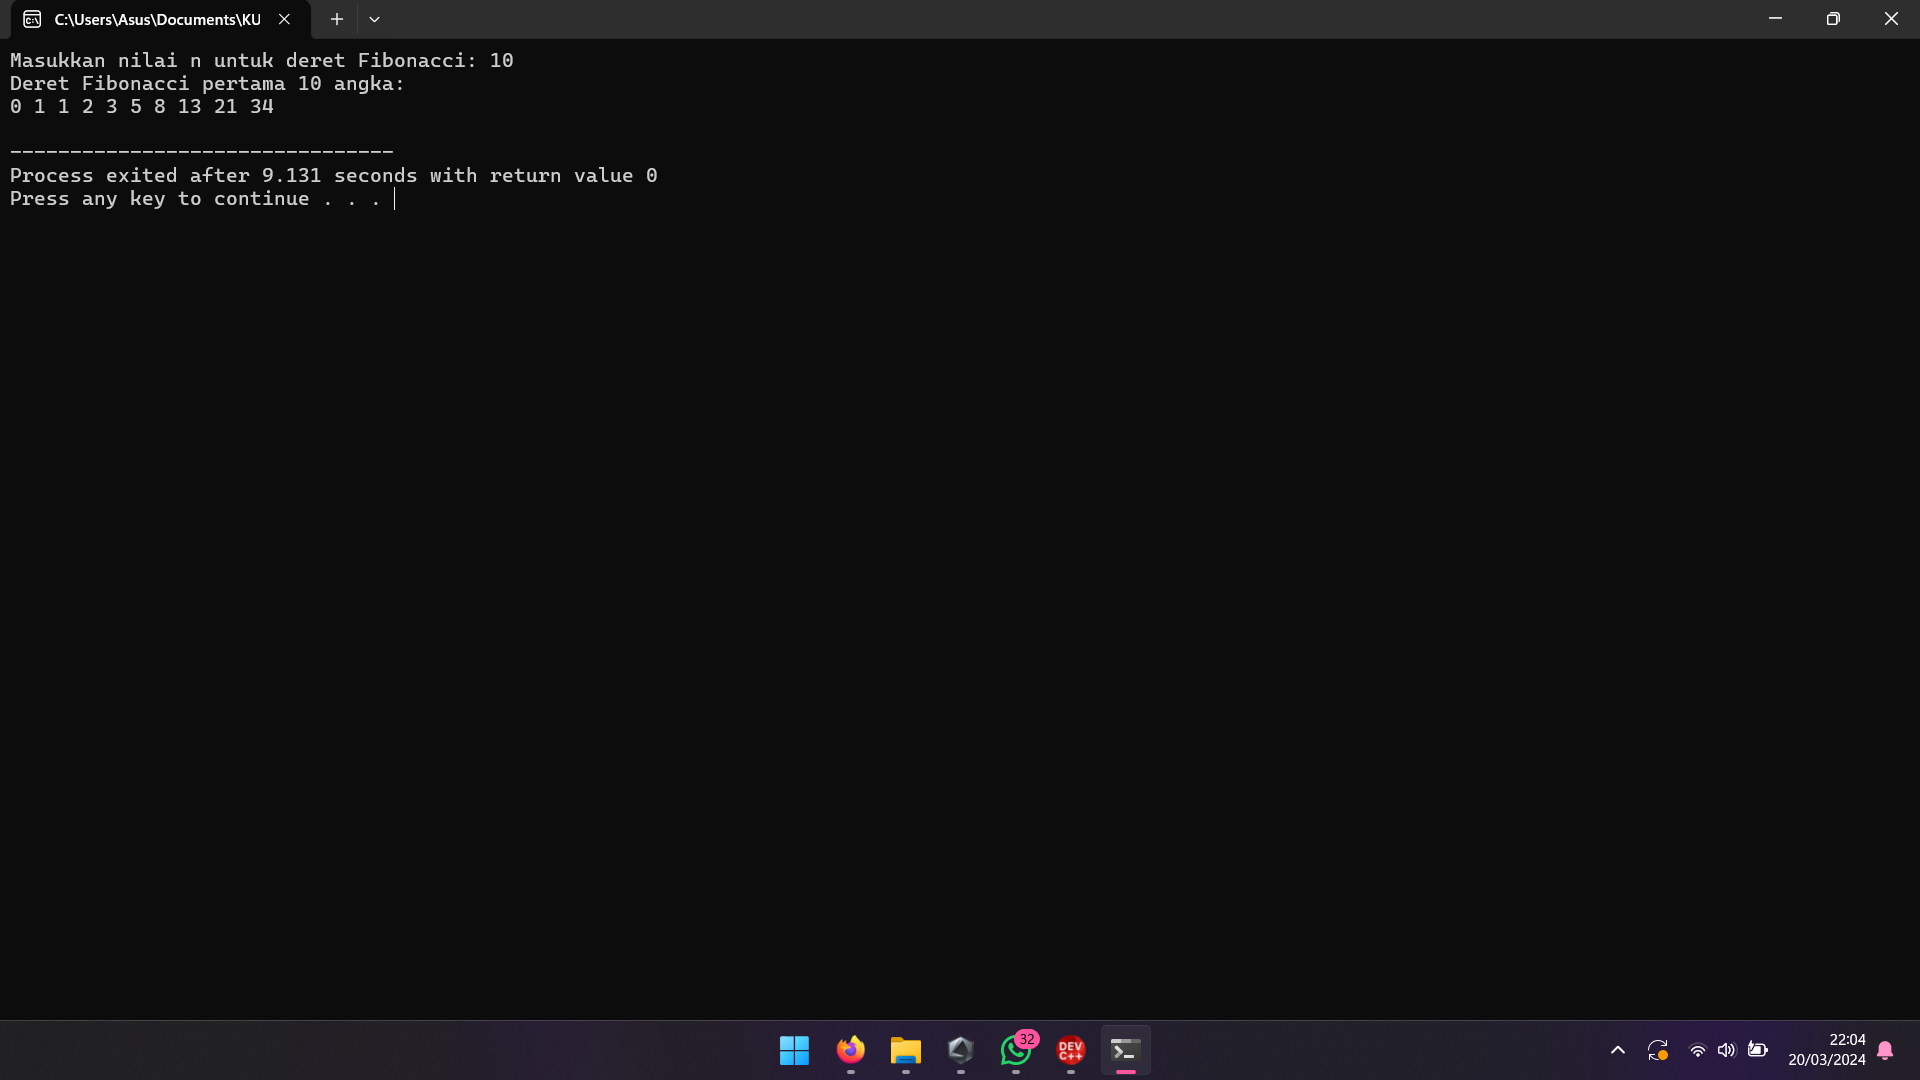 C:\Users\Asus\Documents\KU
Masukkan nilai n untuk deret Fibonacci: 10
Deret Fibonacci pertama 10 angka:
0 1 1 2 3 5 8 13 21 34
--------------------------------
Process exited after 9.131 seconds with return value 0
Press any key to continue . . .
32
DEV
C++
22:04
20/03/2024